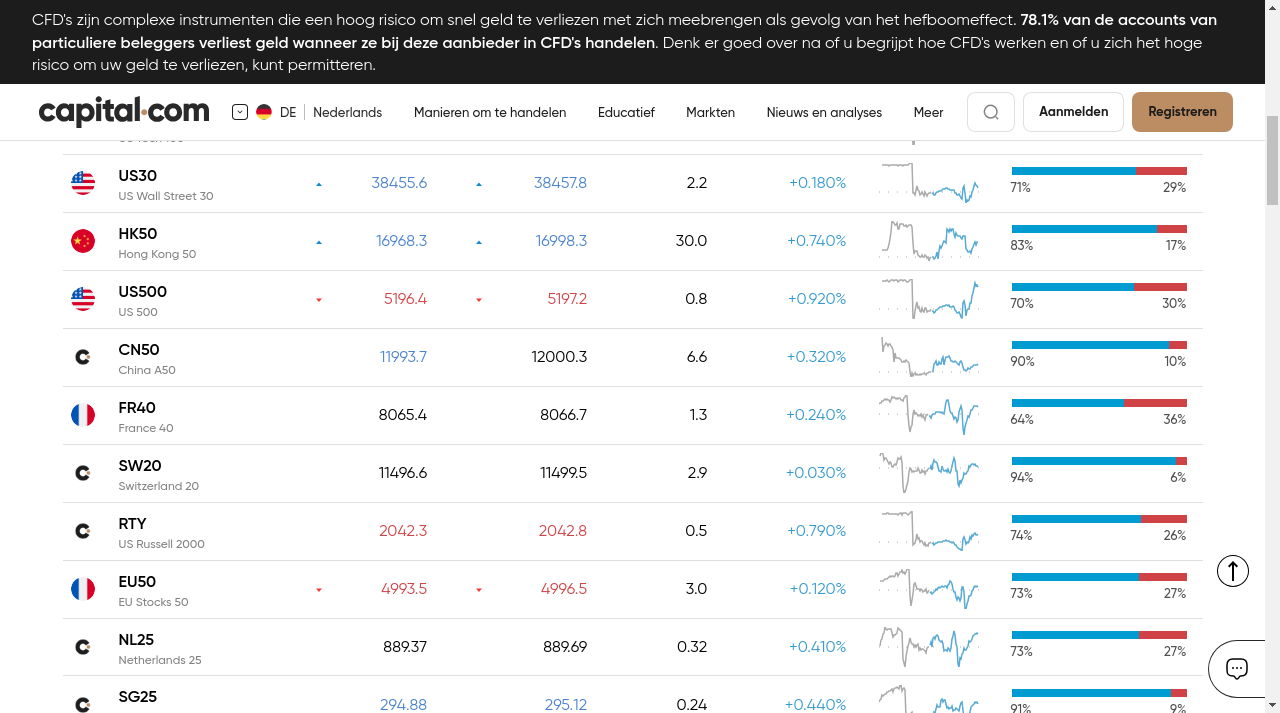 CFD's zijn complexe instrumenten die een hoog risico om snel geld te verliezen met zich meebrengen als gevolg van het hefboomeffect. 78.1% van de accounts van
particuliere beleggers verliest geld wanneer ze bij deze aanbieder in CFD's handelen. Denk er goed over na of u begrijpt hoe CFD's werken en of u zich het hoge
risico om uw geld te verliezen, kunt permitteren.
capital.com DE Nederlands Manieren om te handelen Educatief Markten Nieuws en analyses Meer Aanmelden Registreren
US30 38455.6 38457.8 2.2 +0.180%
US Wall Street 30 71% 29%
HK50 16968.3 16998.3 30.0 +0.740%
Hong Kong 50 83% 17%
US500 5196.4 5197.2 0.8 +0.920%
US 500 70% 30%
CN50 11993.7 12000.3 6.6 +0.320%
China A50 90% 10%
FR40 8065.4 8066.7 1.3 +0.240%
France 40 64% 36%
SW20 11496.6 11499.5 2.9 +0.030%
Switzerland 20 94% 6%
RTY 2042.3 2042.8 0.5 +0.790%
US Russell 2000 74% 26%
EU50 4993.5 4996.5 3.0 +0.120%
EU Stocks 50 73% 27%
NL25 889.37 889.69 0.32 +0.410%
Netherlands 25 73% 27%
SG25 294.88 295.12 0.24 +0.440%
91% 9%